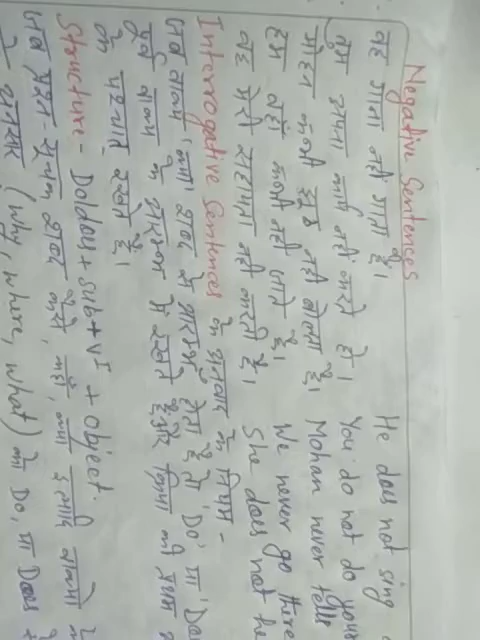 Negative Sentences
वह गाना नहीं गाता है। He does not sing
तुम अपना कार्य नहीं करते हो। You do not do your
मोहन कभी झूठ नहीं बोलता है। Mohan never tells
हम वहाँ कभी नहीं जाते हैं। We never go there
वह मेरी सहायता नहीं करती है। She does not he
Interrogative Sentences के अनुवाद के नियम-
जब वाक्य 'क्या' शब्द से प्रारम्भ होता है तो, Do, या 'Do
पूर्व वाक्य के प्रारम्भ में रखते हैं और क्रिया की प्रथम
के पश्चात रखते हैं।
Structure - Do/does + sub + V^I + Object.
जब प्रश्न-सूचक शब्द क्यों, कहाँ, क्या इत्यादि वाक्यों
के अनुसार (why, where, what) को Do, या Does